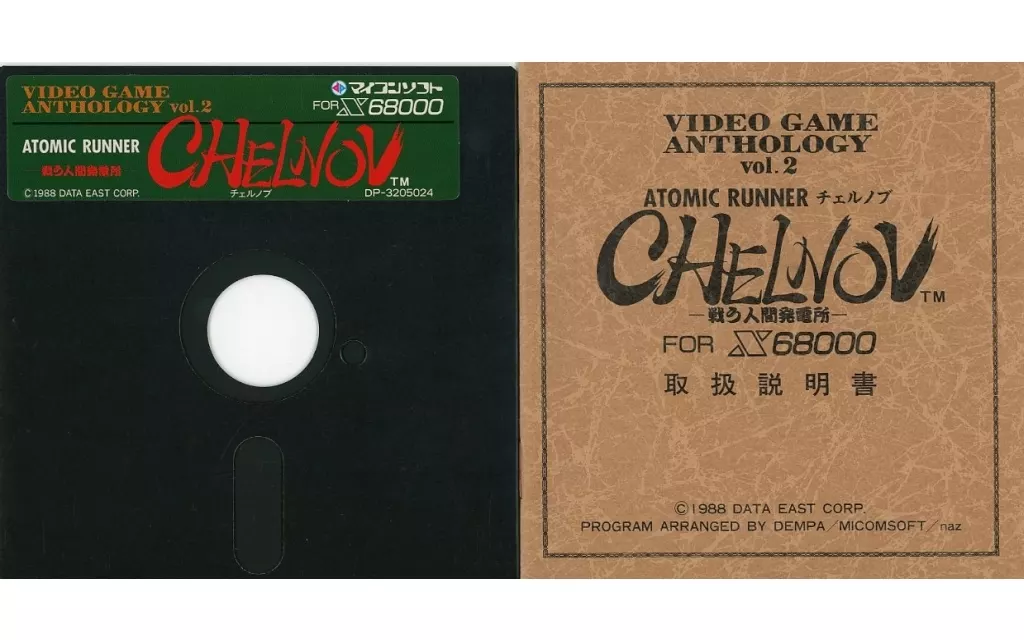 VIDEO GAME
ANTHOLOGY vol.2
マイコンソフト
FOR X68000
ATOMIC RUNNER
戦う人間発電所
CHELNOV TM
チェルノブ
©1988 DATA EAST CORP.
DP-3205024
VIDEO GAME
ANTHOLOGY
vol.2
ATOMIC RUNNER チェルノブ
CHELNOV TM
—戦う人間発電所—
FOR X68000
取扱説明書
©1988 DATA EAST CORP.
PROGRAM ARRANGED BY DEMPA/MICOMSOFT/naz